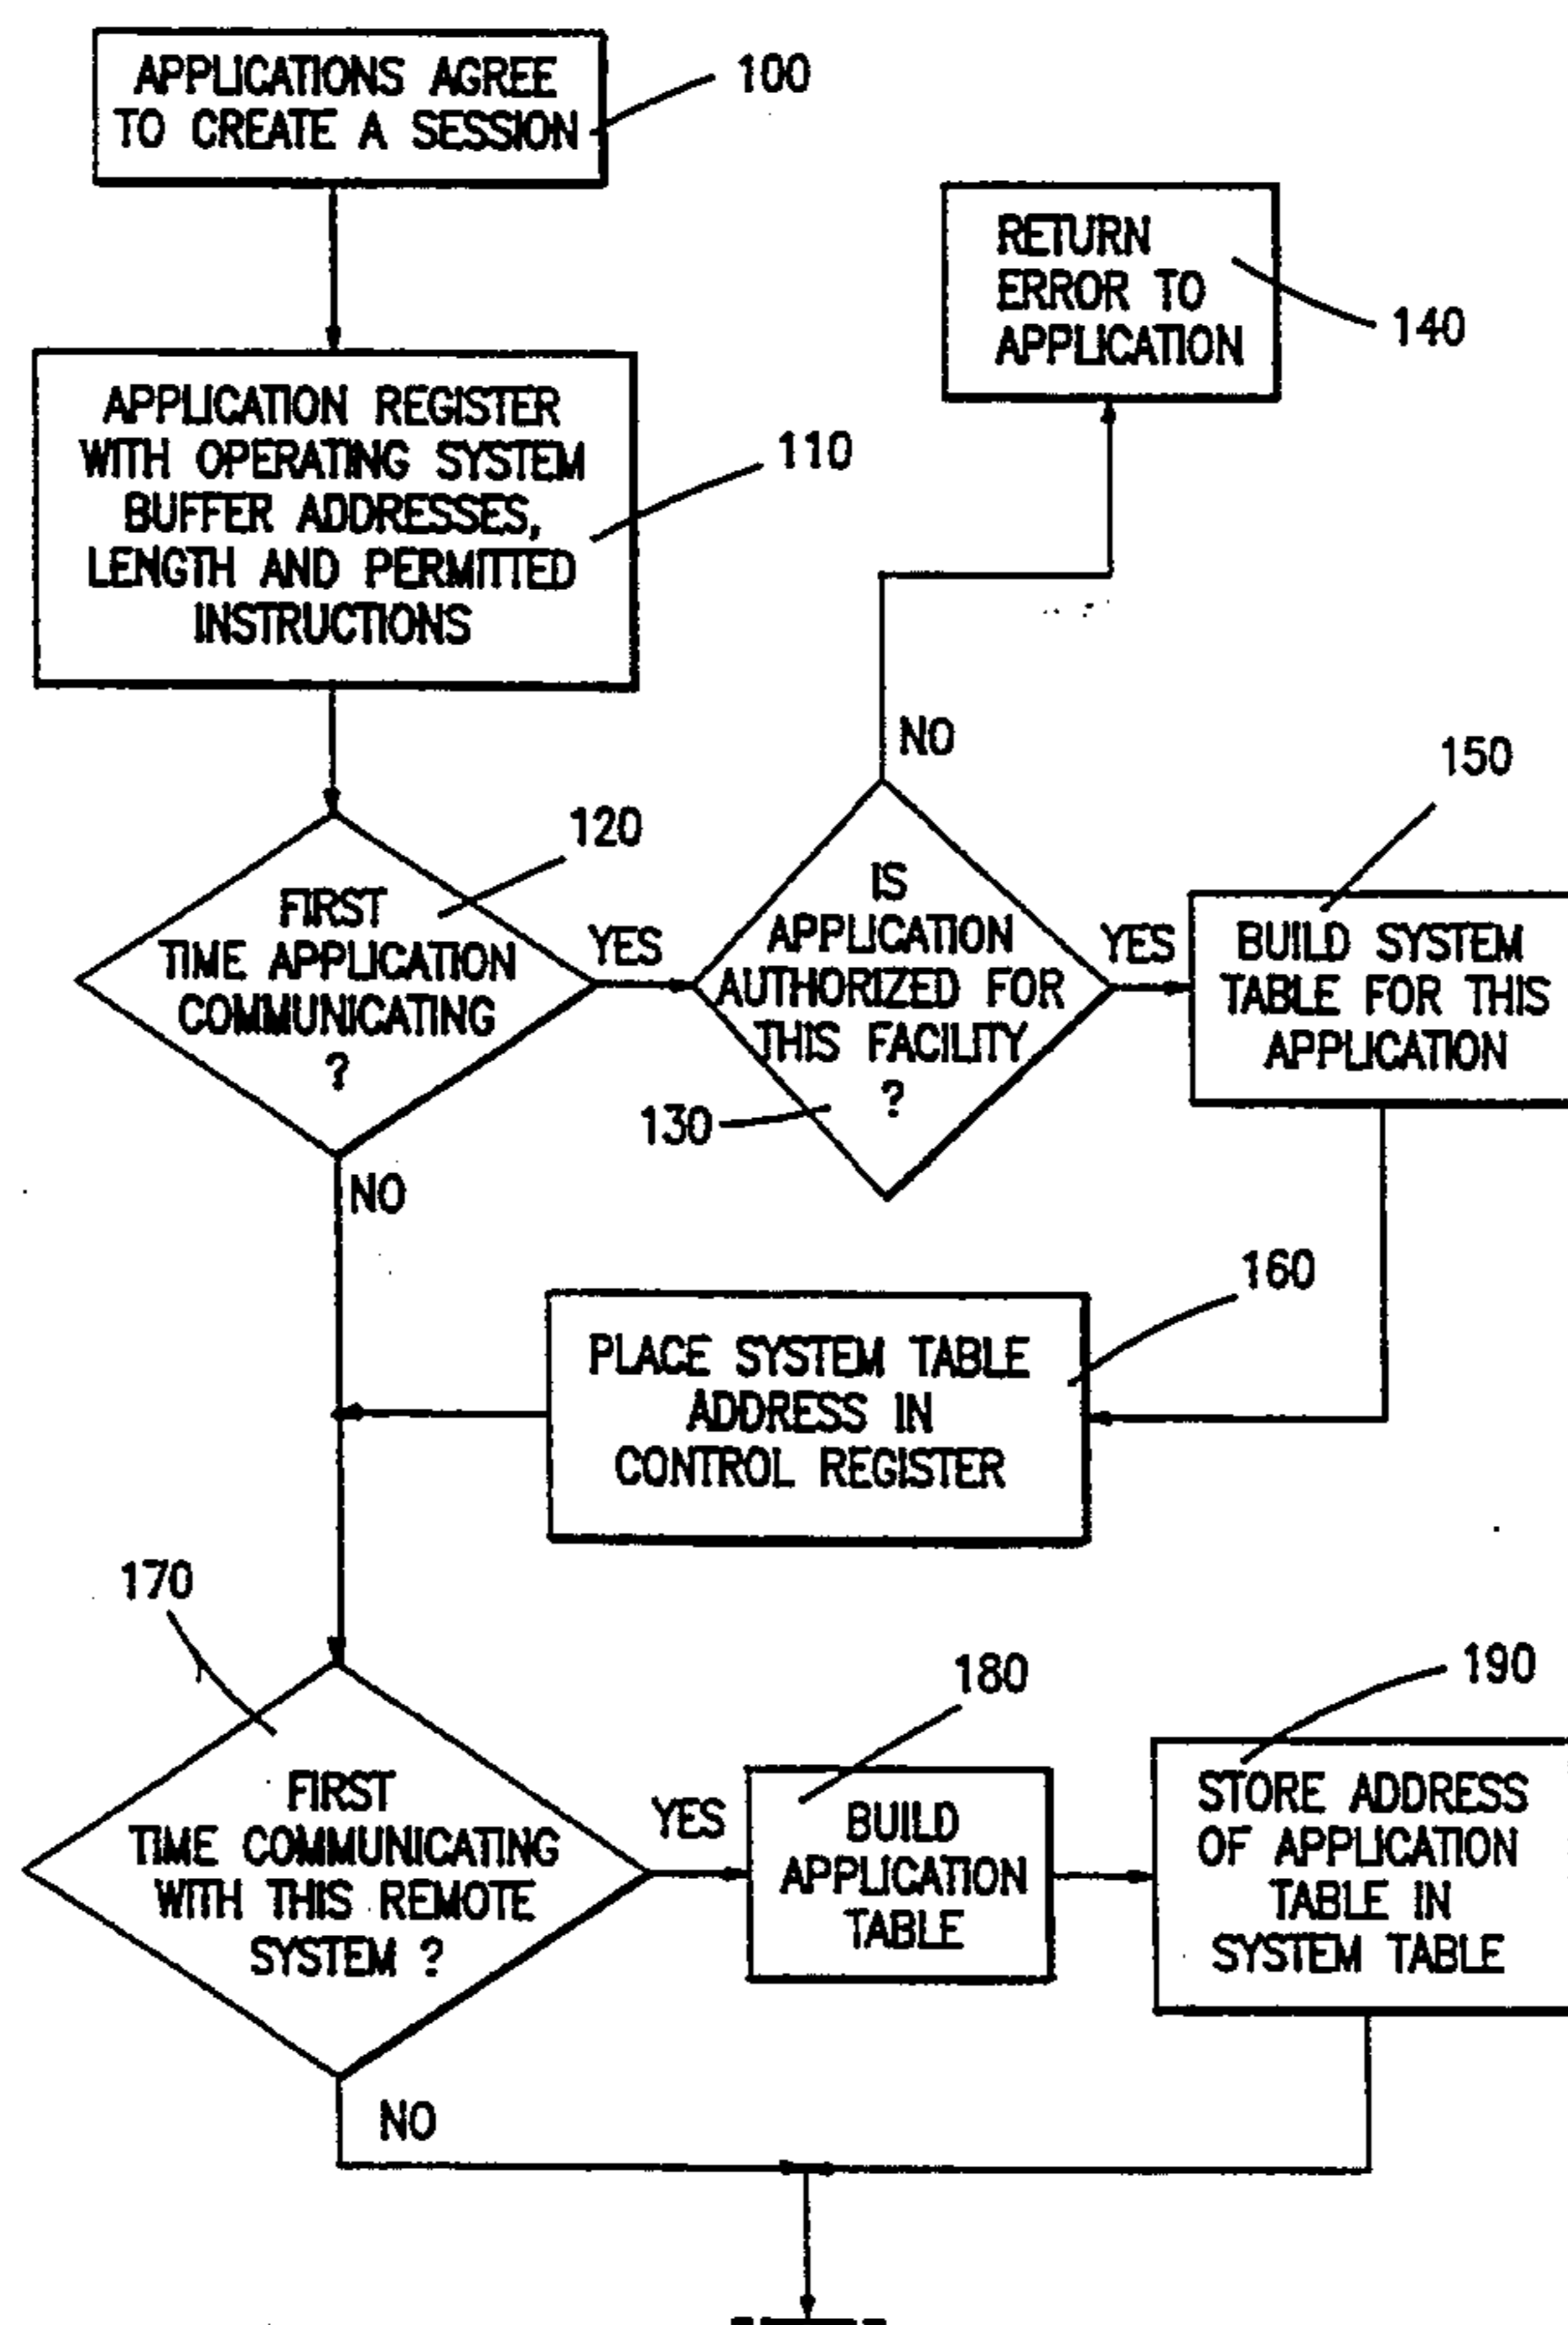 APPLICATIONS AGREE
TO CREATE A SESSION
100
RETURN
ERROR TO
APPLICATION
140
APPLICATION REGISTER
WITH OPERATING SYSTEM
BUFFER ADDRESSES,
LENGTH AND PERMITTED
INSTRUCTIONS
110
NO
150
120
FIRST
TIME APPLICATION
COMMUNICATING
?
YES
IS
APPLICATION
AUTHORIZED FOR
THIS FACILITY
?
130
YES
BUILD SYSTEM
TABLE FOR THIS
APPLICATION
NO
160
PLACE SYSTEM TABLE
ADDRESS IN
CONTROL REGISTER
170
FIRST
TIME COMMUNICATING
WITH THIS REMOTE
SYSTEM ?
YES
180
BUILD
APPLICATION
TABLE
190
STORE ADDRESS
OF APPLICATION
TABLE IN
SYSTEM TABLE
NO